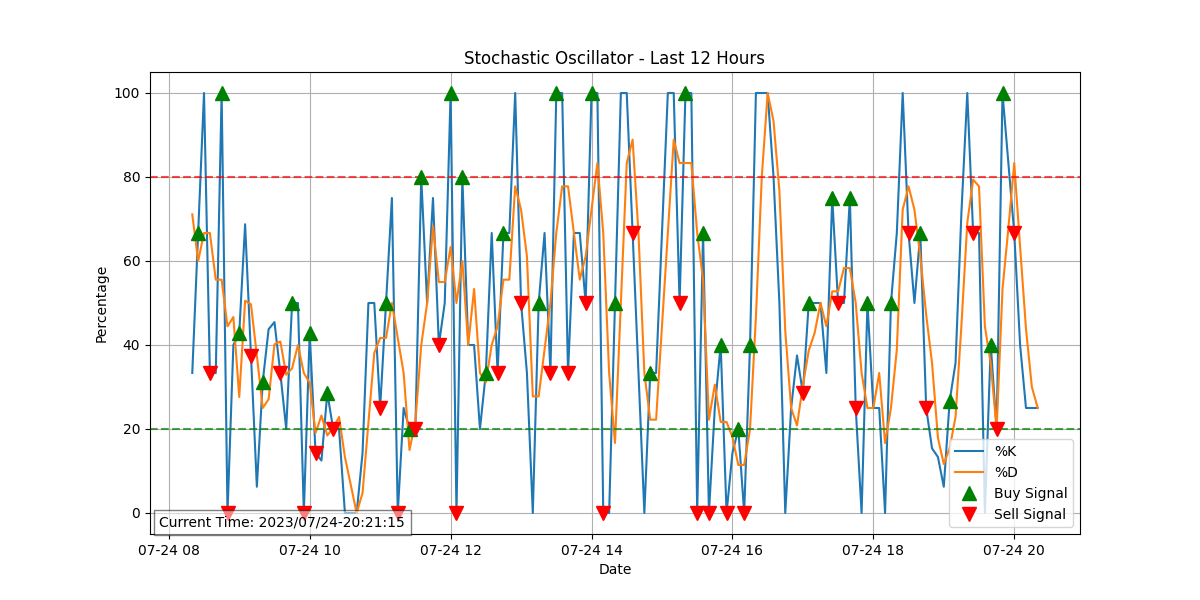 Stochastic Oscillator - Last 12 Hours
Percentage
100
80
60
40
20
0
%K
%D
Buy Signal
Sell Signal
Current Time: 2023/07/24-20:21:15
07-24 08 07-24 10 07-24 12 07-24 14 07-24 16 07-24 18 07-24 20
Date